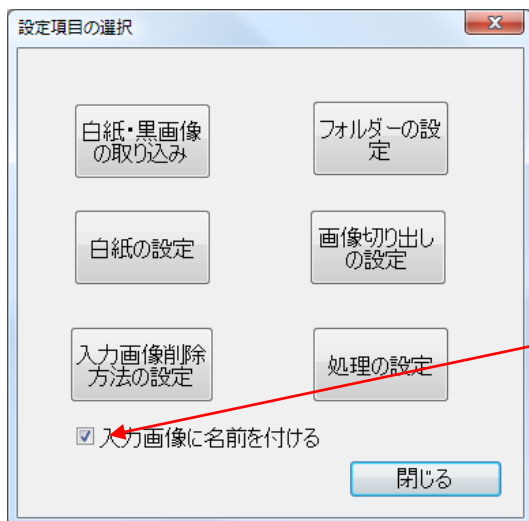 設定項目の選択
白紙・黒画像
の取り込み
フォルダーの設
定
白紙の設定
画像切り出し
の設定
入力画像削除
方法の設定
処理の設定
入力画像に名前を付ける
閉じる